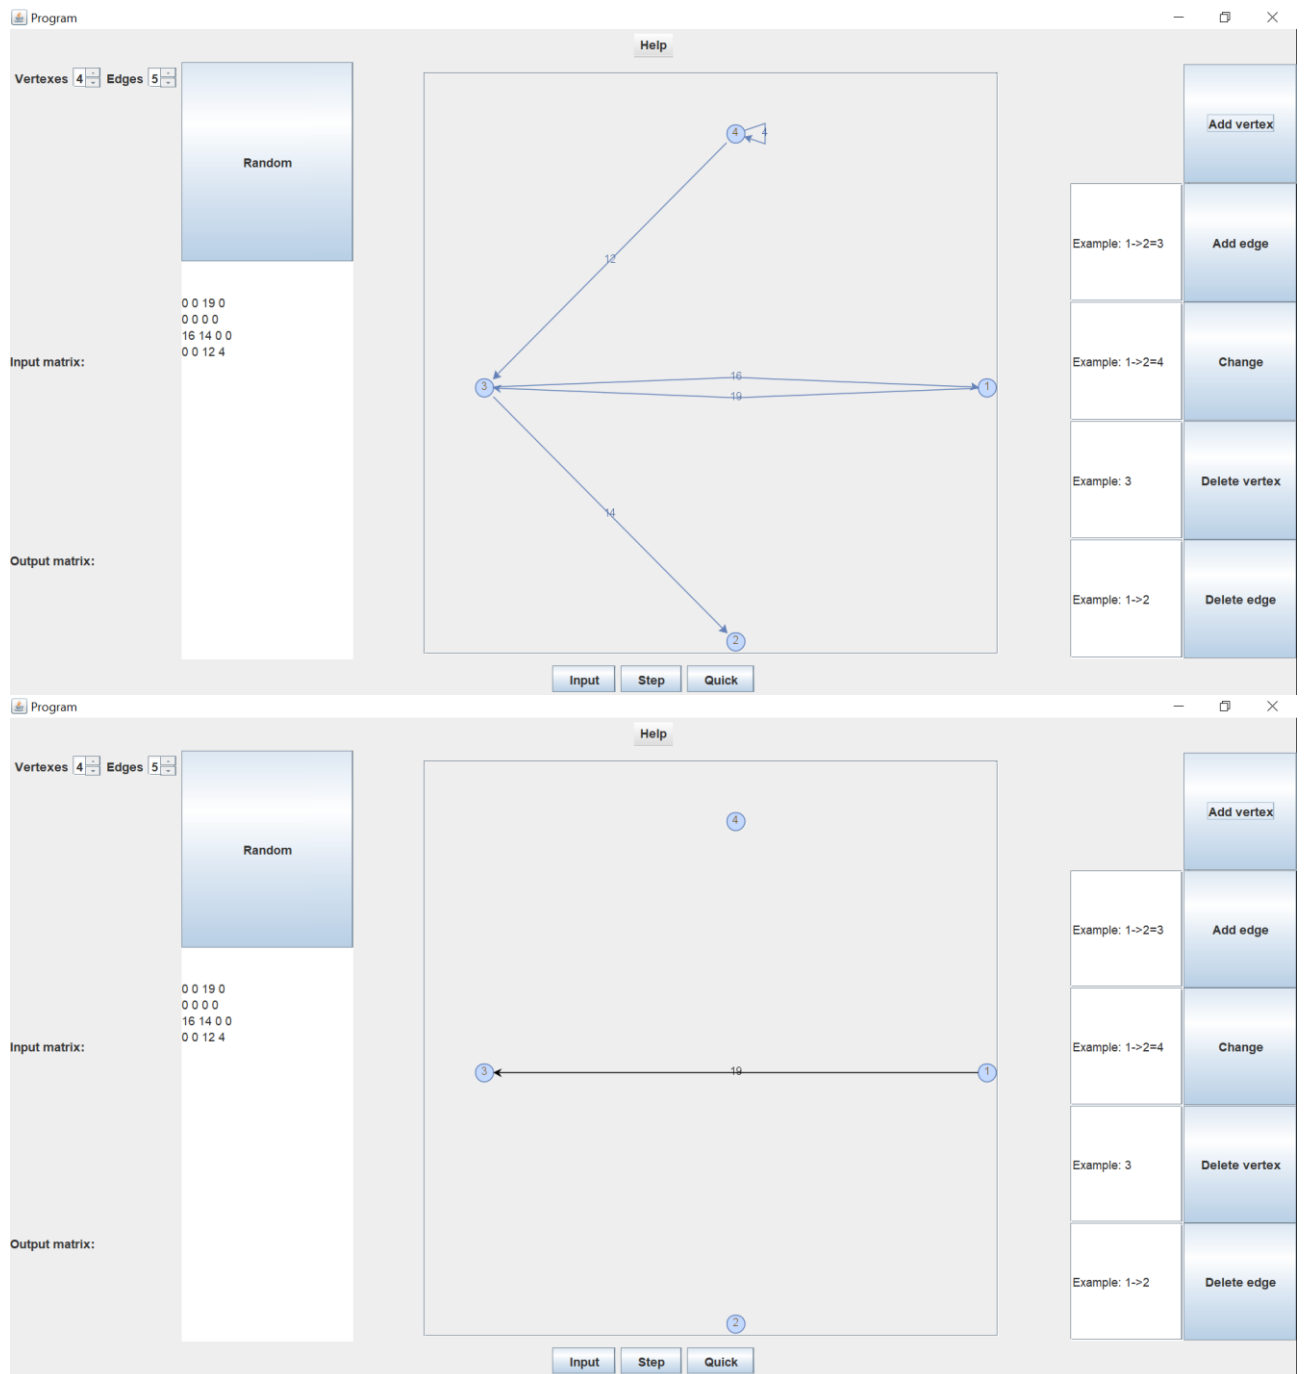 Program
Help
Vertexes 4 Edges 5
Random
Add vertex
4 4
Example: 1->2=3 Add edge
12
0 0 19 0
0 0 0 0
16 14 0 0
0 0 12 4
Input matrix:
Example: 1->2=4 Change
16
3 1
19
Example: 3 Delete vertex
14
Output matrix:
Example: 1->2 Delete edge
2
Input Step Quick
Program
Help
Vertexes 4 Edges 5
Random
Add vertex
4
Example: 1->2=3 Add edge
0 0 19 0
0 0 0 0
16 14 0 0
0 0 12 4
Input matrix:
Example: 1->2=4 Change
3 19 1
Example: 3 Delete vertex
Output matrix:
Example: 1->2 Delete edge
2
Input Step Quick